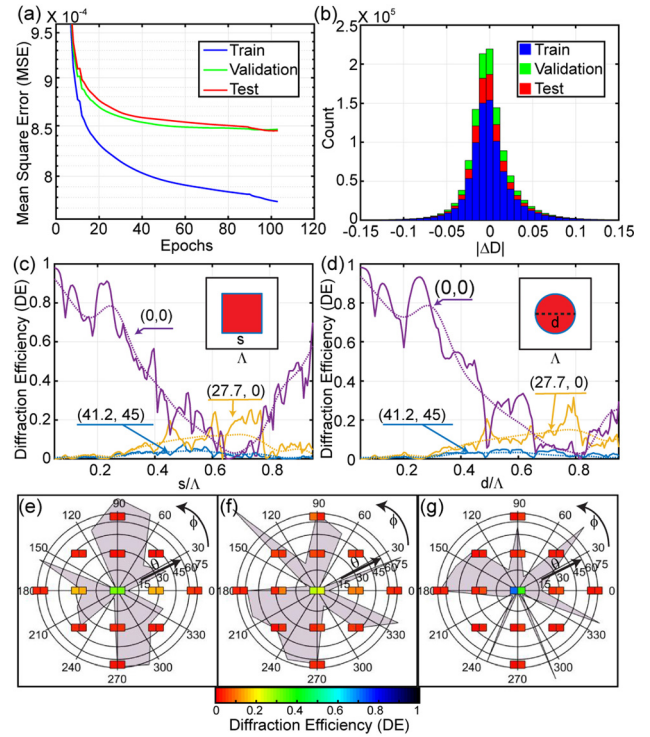 (a) X 10⁻⁴
9.5
9
8.5
8
Mean Square Error (MSE)
0 20 40 60 80 100 120
Epochs
Train
Validation
Test
(b) X 10⁵
2.5
2
1.5
1
0.5
0
Count
-0.15 -0.1 -0.05 0 0.05 0.1 0.15
|ΔD|
Train
Validation
Test
(c)
1
0.8
0.6
0.4
0.2
0
Diffraction Efficiency (DE)
(0,0)
s
Λ
(27.7, 0)
(41.2, 45)
0.2 0.4 0.6 0.8
s/Λ
(d)
1
0.8
0.6
0.4
0.2
0
Diffraction Efficiency (DE)
(0,0)
d
Λ
(27.7, 0)
(41.2, 45)
0.2 0.4 0.6 0.8
d/Λ
(e)
90
120 60
150 30
180 0
210 330
240 300
270
ϕ
θ
15 30 45 60 75
(f)
90
120 60
150 30
180 0
210 330
240 300
270
ϕ
θ
15 30 45 60 75
(g)
90
120 60
150 30
180 0
210 330
240 300
270
ϕ
θ
15 30 45 60 75
0 0.2 0.4 0.6 0.8 1
Diffraction Efficiency (DE)